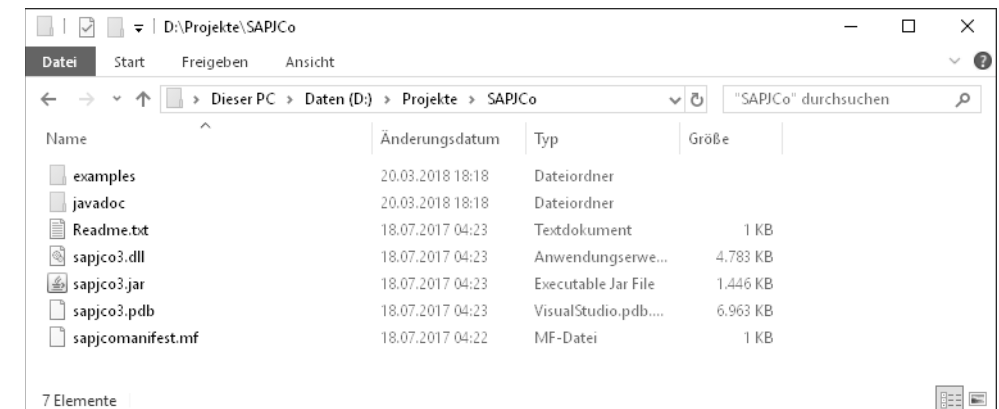 D:\Projekte\SAPJCo
Datei Start Freigeben Ansicht
Dieser PC > Daten (D:) > Projekte > SAPJCo "SAPJCo" durchsuchen
Name Änderungsdatum Typ Größe
examples 20.03.2018 18:18 Dateiordner
javadoc 20.03.2018 18:18 Dateiordner
Readme.txt 18.07.2017 04:23 Textdokument 1 KB
sapjco3.dll 18.07.2017 04:23 Anwendungserwe... 4.783 KB
sapjco3.jar 18.07.2017 04:23 Executable Jar File 1.446 KB
sapjco3.pdb 18.07.2017 04:23 VisualStudio.pdb.... 6.963 KB
sapjcomanifest.mf 18.07.2017 04:22 MF-Datei 1 KB
7 Elemente